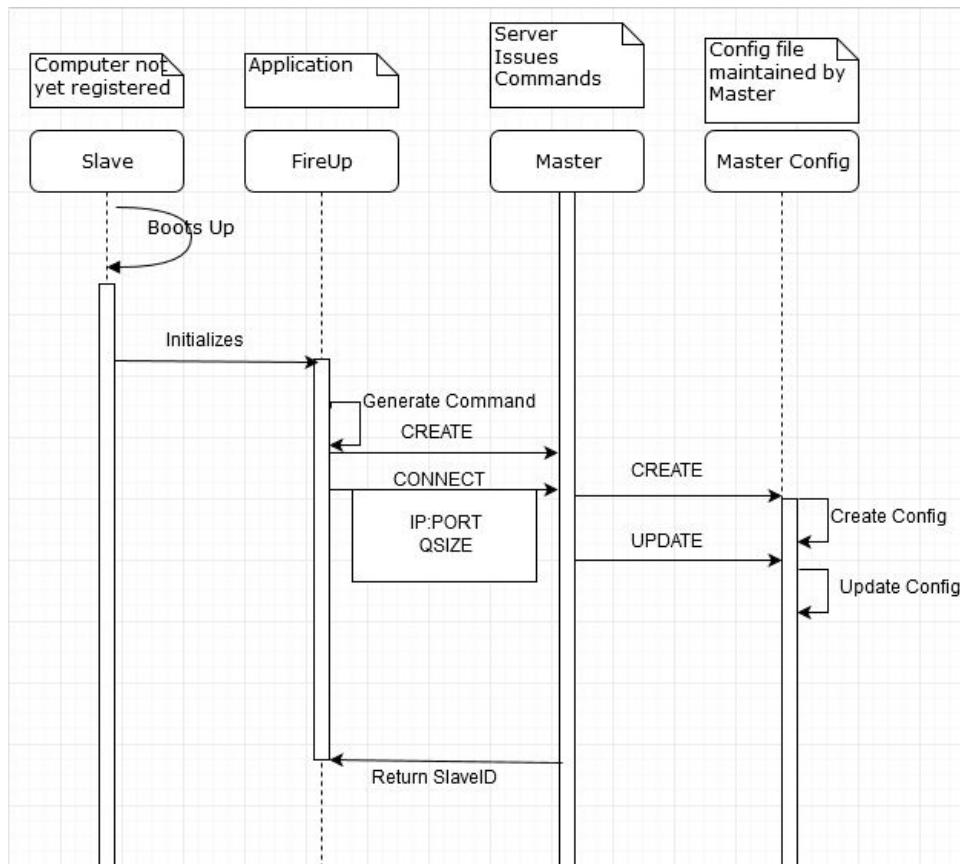 Computer not
yet registered
Application
Server
Issues
Commands
Config file
maintained by
Master
Slave
FireUp
Master
Master Config
Boots Up
Initializes
Generate Command
CREATE
CONNECT
CREATE
IP:PORT
QSIZE
Create Config
UPDATE
Update Config
Return SlaveID